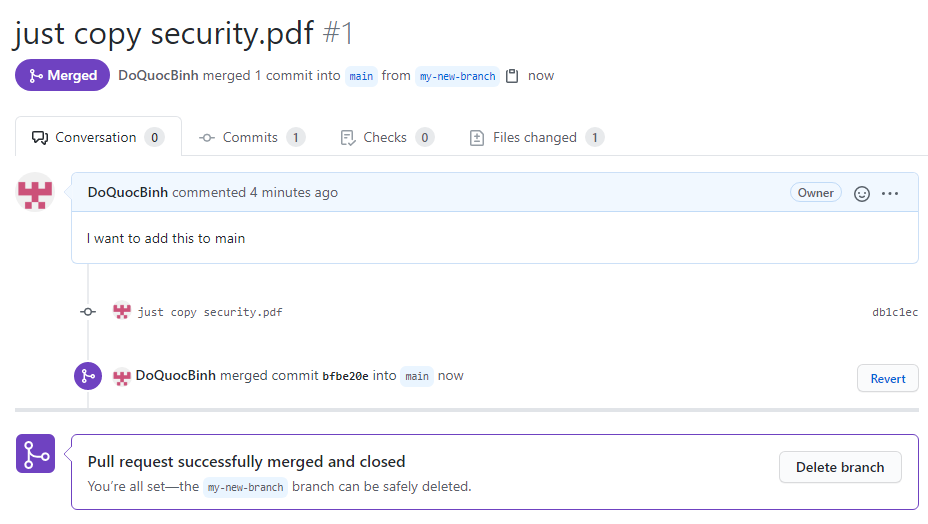 just copy security.pdf #1
Merged DoQuocBinh merged 1 commit into main from my-new-branch now
Conversation 0 Commits 1 Checks 0 Files changed 1
DoQuocBinh commented 4 minutes ago Owner
I want to add this to main
just copy security.pdf db1c1ec
DoQuocBinh merged commit bfbe20e into main now Revert
Pull request successfully merged and closed
You’re all set—the my-new-branch branch can be safely deleted.
Delete branch